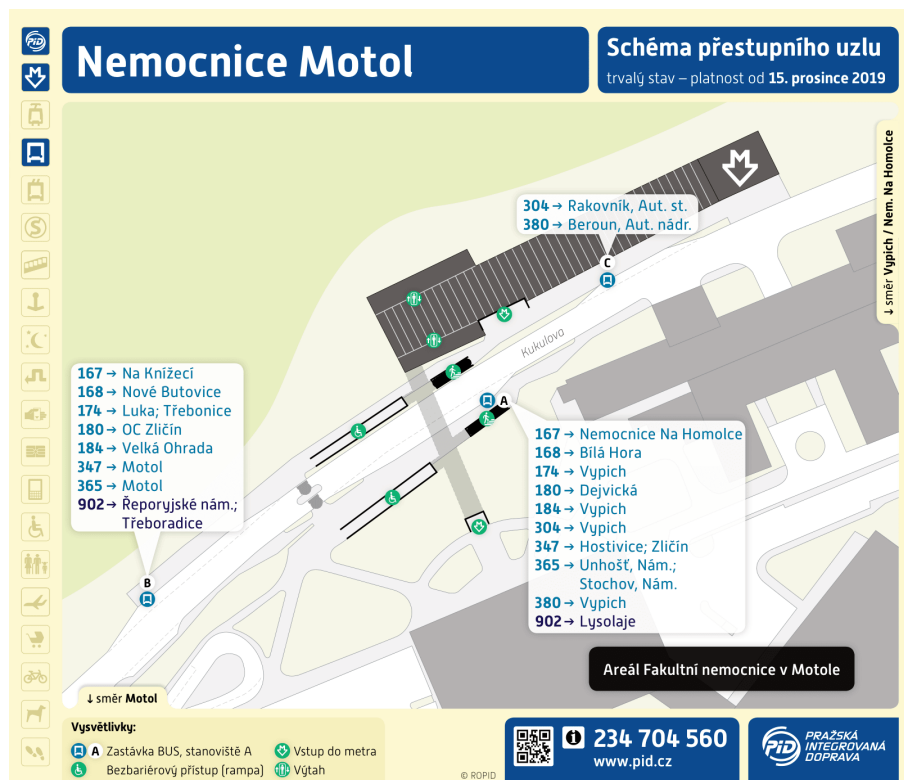 PiD
Nemocnice Motol
Schéma přestupního uzlu
trvalý stav – platnost od 15. prosince 2019
↓ směr Vypich / Nem. Na Homolce
304 → Rakovník, Aut. st.
380 → Beroun, Aut. nádr.
C
Kukulova
167 → Na Knížecí
168 → Nové Butovice
174 → Luka; Třebonice
180 → OC Zličín
184 → Velká Ohrada
347 → Motol
365 → Motol
902 → Řeporyjské nám.;
Třeboradice
B
A
167 → Nemocnice Na Homolce
168 → Bílá Hora
174 → Vypich
180 → Dejvická
184 → Vypich
304 → Vypich
347 → Hostivice; Zličín
365 → Unhošť, Nám.;
Stochov, Nám.
380 → Vypich
902 → Lysolaje
Areál Fakultní nemocnice v Motole
↓ směr Motol
Vysvětlivky:
A Zastávka BUS, stanoviště A
Vstup do metra
Bezbariérový přístup (rampa)
Výtah
© ROPID
234 704 560
www.pid.cz
PiD PRAŽSKÁ
INTEGROVANÁ
DOPRAVA